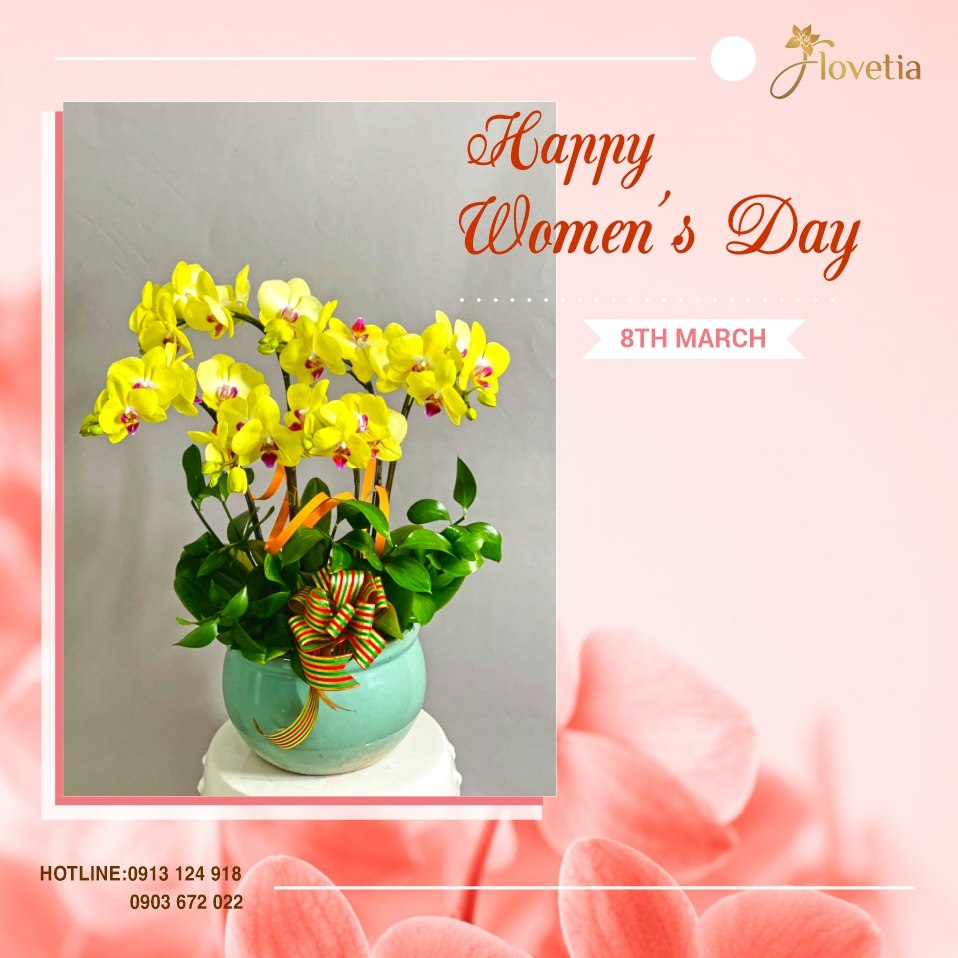 Flovetia
Happy
Women's Day
8TH MARCH
HOTLINE:0913 124 918
0903 672 022